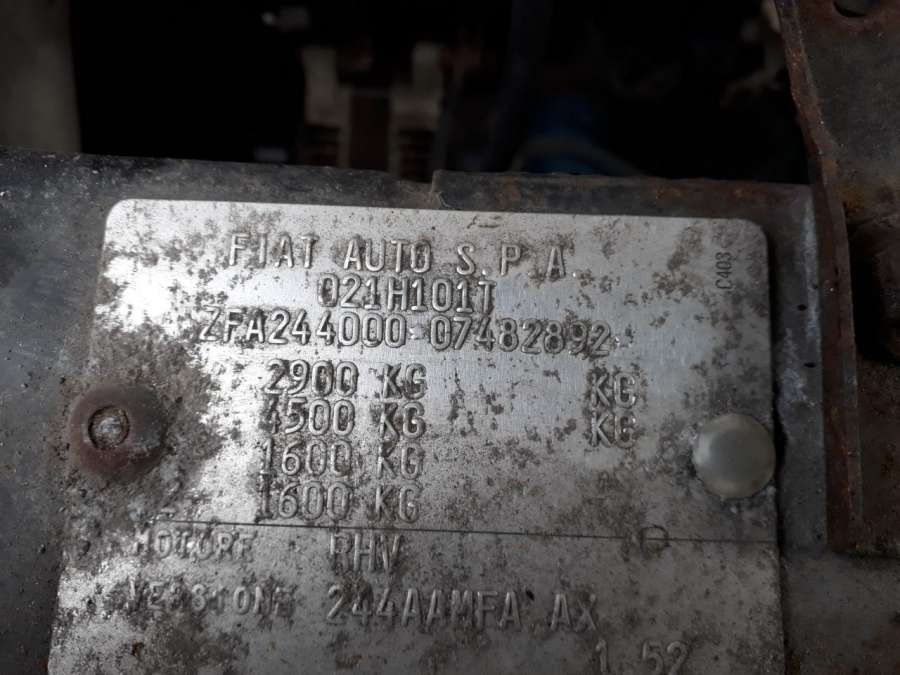 FIAT AUTO S.P.A.
021H101T
ZFA244000 07482892
2900 KG KG
4500 KG KG
1600 KG
1600 KG
MOTORE RHV
VERSIONE 244AAMFA AX
1.52
C403